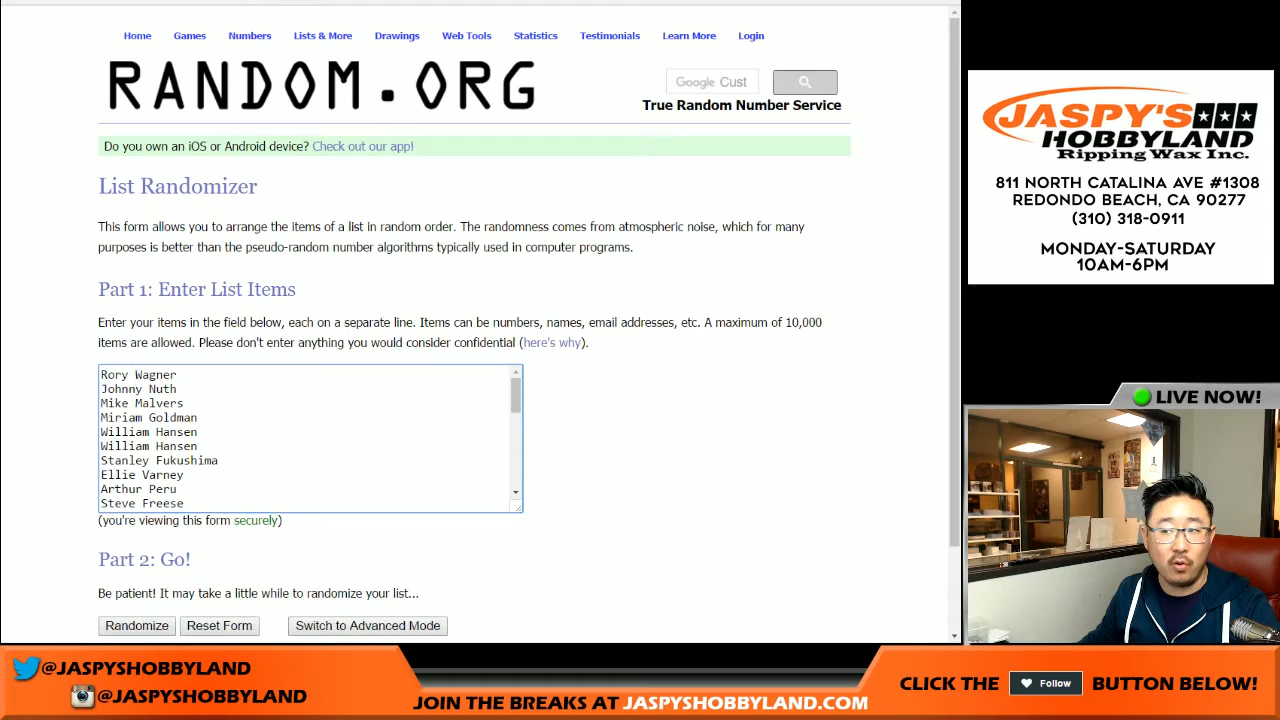 Home Games Numbers Lists & More Drawings Web Tools Statistics Testimonials Learn More Login
RANDOM.ORG
Google Cust
True Random Number Service
Do you own an iOS or Android device? Check out our app!
List Randomizer
This form allows you to arrange the items of a list in random order. The randomness comes from atmospheric noise, which for many
purposes is better than the pseudo-random number algorithms typically used in computer programs.
Part 1: Enter List Items
Enter your items in the field below, each on a separate line. Items can be numbers, names, email addresses, etc. A maximum of 10,000
items are allowed. Please don't enter anything you would consider confidential (here's why).
Rory Wagner
Johnny Nuth
Mike Malvers
Miriam Goldman
William Hansen
William Hansen
Stanley Fukushima
Ellie Varney
Arthur Peru
Steve Freese
(you're viewing this form securely)
Part 2: Go!
Be patient! It may take a little while to randomize your list...
Randomize Reset Form Switch to Advanced Mode
JASPY'S
HOBBYLAND
Ripping Wax Inc.
811 NORTH CATALINA AVE #1308
REDONDO BEACH, CA 90277
(310) 318-0911
MONDAY-SATURDAY
10AM-6PM
LIVE NOW!
@JASPYSHOBBYLAND
@JASPYSHOBBYLAND
JOIN THE BREAKS AT JASPYSHOBBYLAND.COM
CLICK THE Follow BUTTON BELOW!